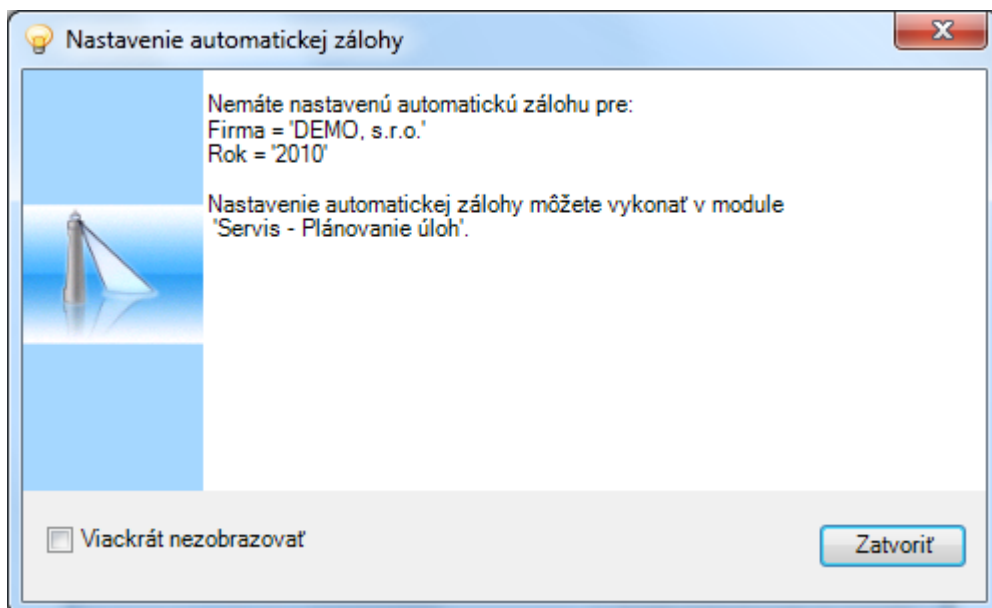 Nastavenie automatickej zálohy
Nemáte nastavenú automatickú zálohu pre:
Firma = 'DEMO, s.r.o.'
Rok = '2010'
Nastavenie automatickej zálohy môžete vykonať v module
'Servis - Plánovanie úloh'.
Viackrát nezobrazovať
Zatvoriť